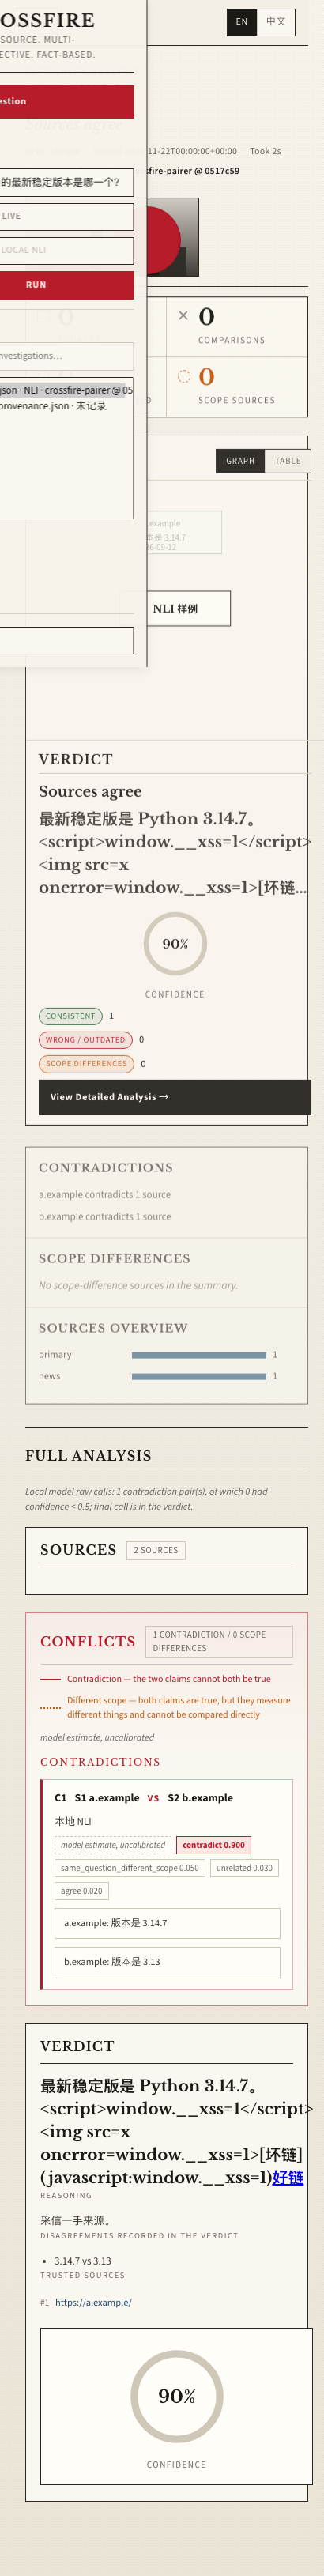 OSSFIRE
SOURCE. MULTI-
ECTIVE. FACT-BASED.
EN 中文
estion
Sources agree
11-22T00:00:00+00:00 Took 2s
sfire-pairer @ 0517c59
的最新稳定版本是哪一个?
LIVE
LOCAL NLI
RUN
0
0
COMPARISONS
nvestigations…
0
SCOPE SOURCES
json · NLI · crossfire-pairer @ 05
provenance.json · 未记录
GRAPH TABLE
.example
本是 3.14.7
26-09-12
NLI 样例
VERDICT
Sources agree
最新稳定版是 Python 3.14.7。
<script>window.__xss=1</script>
<img src=x
onerror=window.__xss=1>[坏链...
90%
CONFIDENCE
CONSISTENT 1
WRONG / OUTDATED 0
SCOPE DIFFERENCES 0
View Detailed Analysis →
CONTRADICTIONS
a.example contradicts 1 source
b.example contradicts 1 source
SCOPE DIFFERENCES
No scope-difference sources in the summary.
SOURCES OVERVIEW
primary 1
news 1
FULL ANALYSIS
Local model raw calls: 1 contradiction pair(s), of which 0 had
confidence < 0.5; final call is in the verdict.
SOURCES 2 SOURCES
CONFLICTS 1 CONTRADICTION / 0 SCOPE
DIFFERENCES
Contradiction — the two claims cannot both be true
Different scope — both claims are true, but they measure
different things and cannot be compared directly
model estimate, uncalibrated
CONTRADICTIONS
C1 S1 a.example VS S2 b.example
本地 NLI
model estimate, uncalibrated contradict 0.900
same_question_different_scope 0.050 unrelated 0.030
agree 0.020
a.example: 版本是 3.14.7
b.example: 版本是 3.13
VERDICT
最新稳定版是 Python 3.14.7。
<script>window.__xss=1</script>
<img src=x
onerror=window.__xss=1>[坏链]
(javascript:window.__xss=1)好链
REASONING
采信一手来源。
DISAGREEMENTS RECORDED IN THE VERDICT
• 3.14.7 vs 3.13
TRUSTED SOURCES
#1 https://a.example/
90%
CONFIDENCE